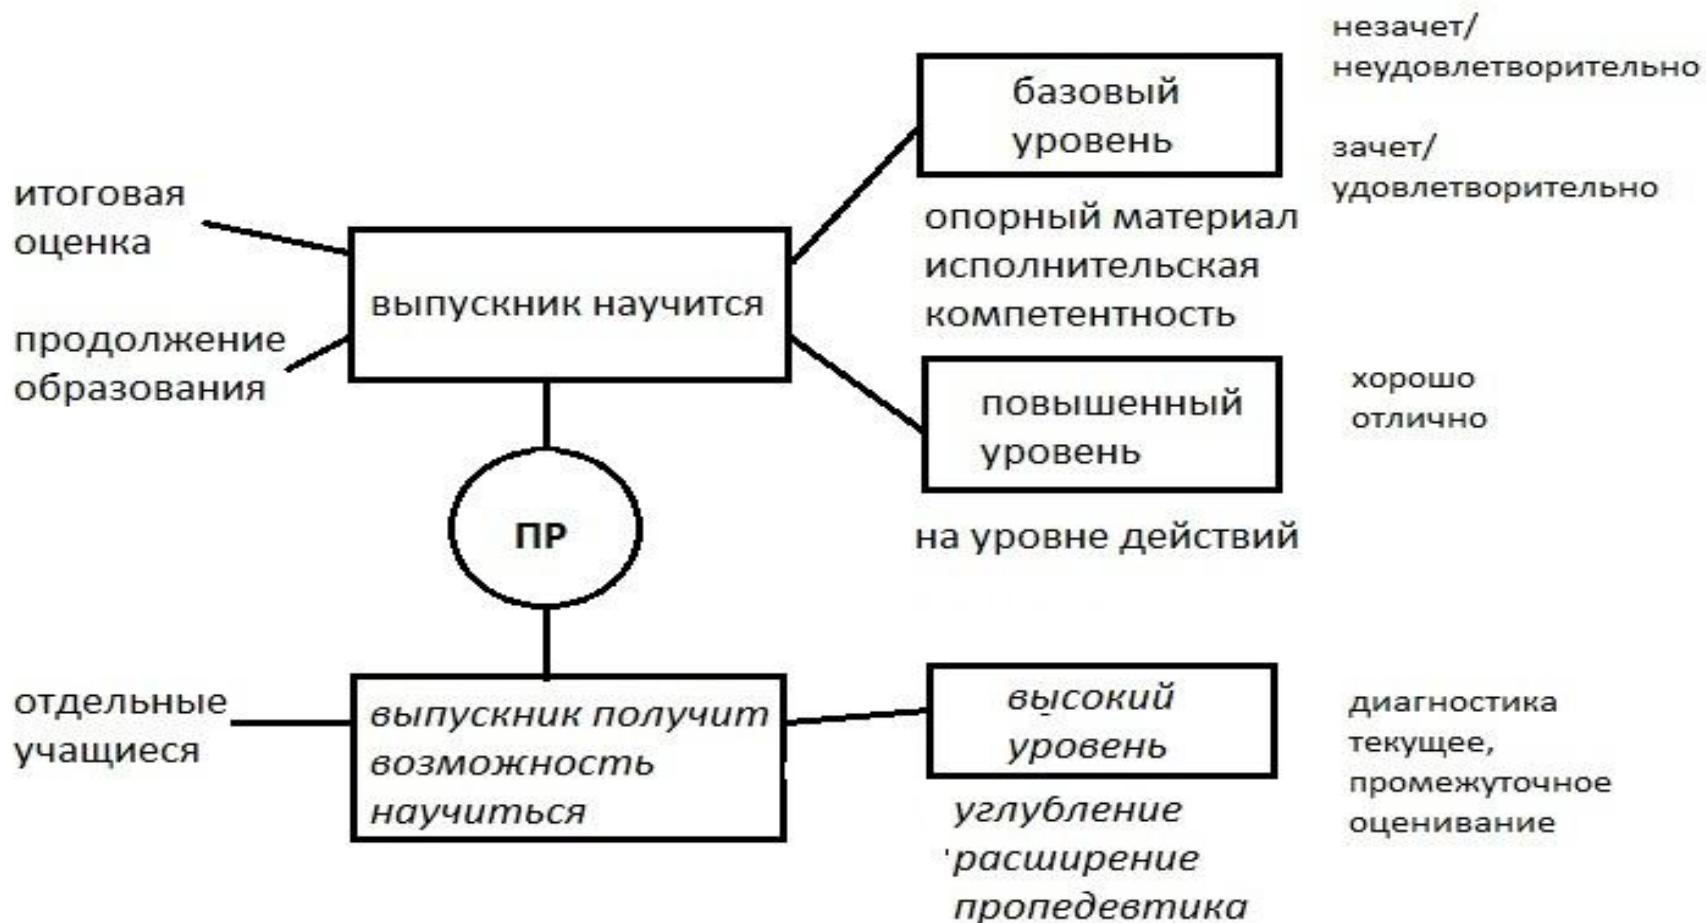 итоговая
оценка
продолжение
образования
выпускник научится
базовый
уровень
опорный материал
исполнительская
компетентность
незачет/
неудовлетворительно
зачет/
удовлетворительно
повышенный
уровень
на уровне действий
хорошо
отлично
ПР
отдельные
учащиеся
выпускник получит
возможность
научиться
высокий
уровень
углубление
расширение
пропедевтика
диагностика
текущее,
промежуточное
оценивание